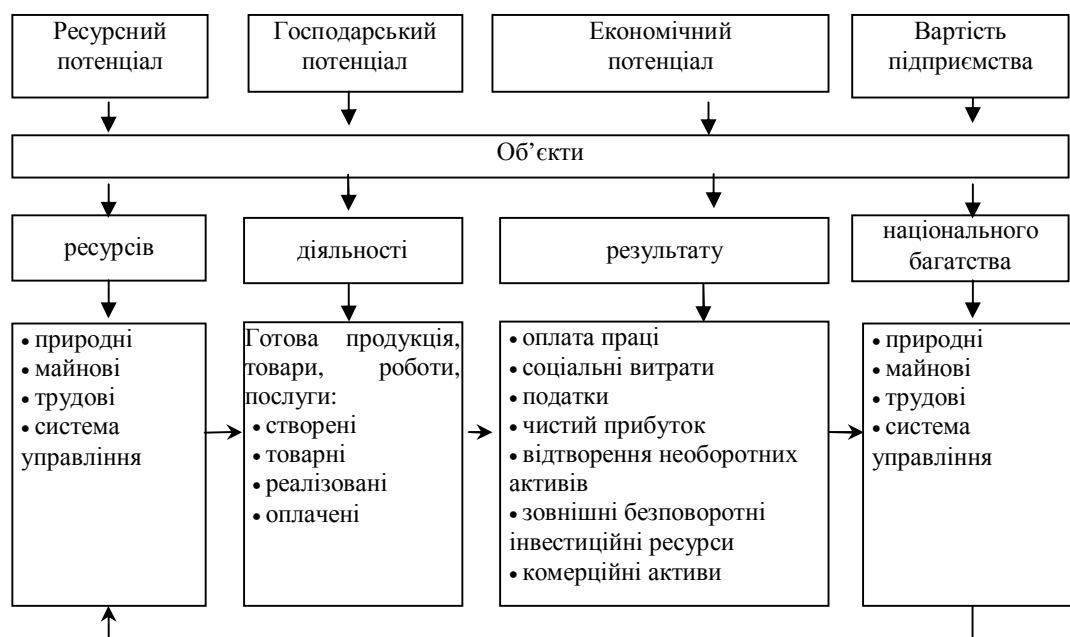 Ресурсний
потенціал
Господарський
потенціал
Економічний
потенціал
Вартість
підприємства
Об’єкти
ресурсів
діяльності
результату
національного
багатства
• природні
• майнові
• трудові
• система
управління
Готова продукція,
товари, роботи,
послуги:
• створені
• товарні
• реалізовані
• оплачені
• оплата праці
• соціальні витрати
• податки
• чистий прибуток
• відтворення необоротних
активів
• зовнішні безповоротні
інвестиційні ресурси
• комерційні активи
• природні
• майнові
• трудові
• система
управління